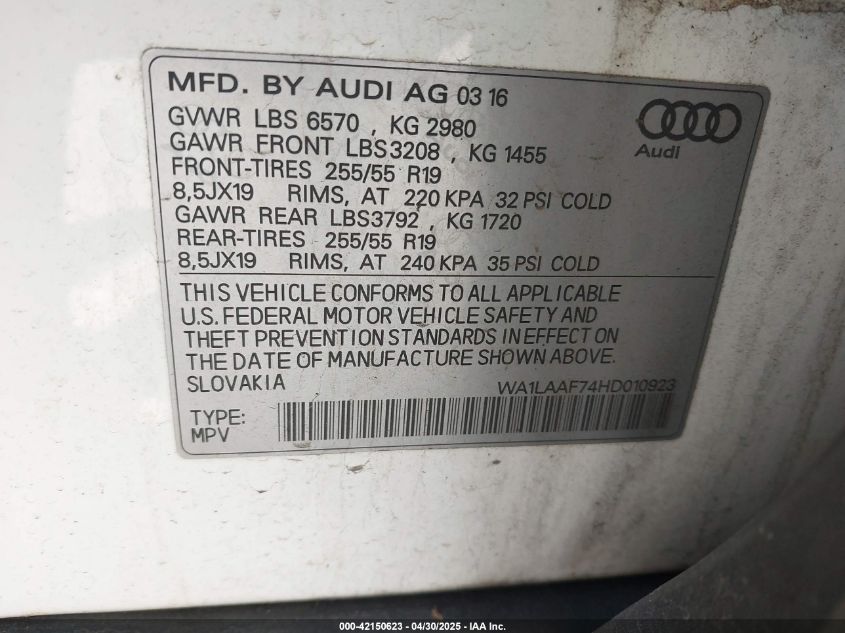 MFD. BY AUDI AG 03 16
GVWR LBS 6570 , KG 2980
GAWR FRONT LBS3208 , KG 1455
FRONT-TIRES 255/55 R19
8,5JX19 RIMS, AT 220 KPA 32 PSI COLD
GAWR REAR LBS3792 , KG 1720
REAR-TIRES 255/55 R19
8,5JX19 RIMS, AT 240 KPA 35 PSI COLD
Audi
THIS VEHICLE CONFORMS TO ALL APPLICABLE
U.S. FEDERAL MOTOR VEHICLE SAFETY AND
THEFT PREVENTION STANDARDS IN EFFECT ON
THE DATE OF MANUFACTURE SHOWN ABOVE.
SLOVAKIA WA1LAAF74HD010923
TYPE:
MPV
000-42150623 - 04/30/2025 - IAA Inc.